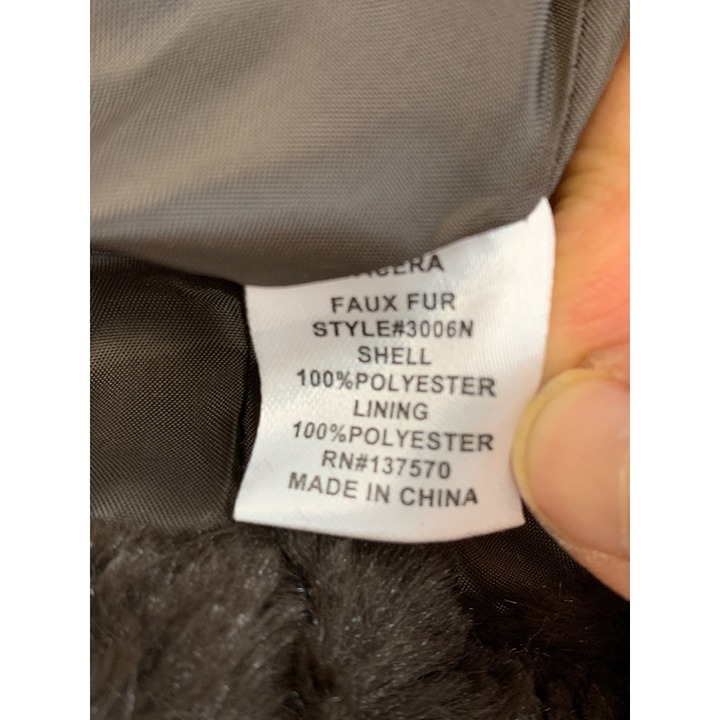 FAUX FUR
STYLE#3006N
SHELL
100%POLYESTER
LINING
100%POLYESTER
RN#137570
MADE IN CHINA